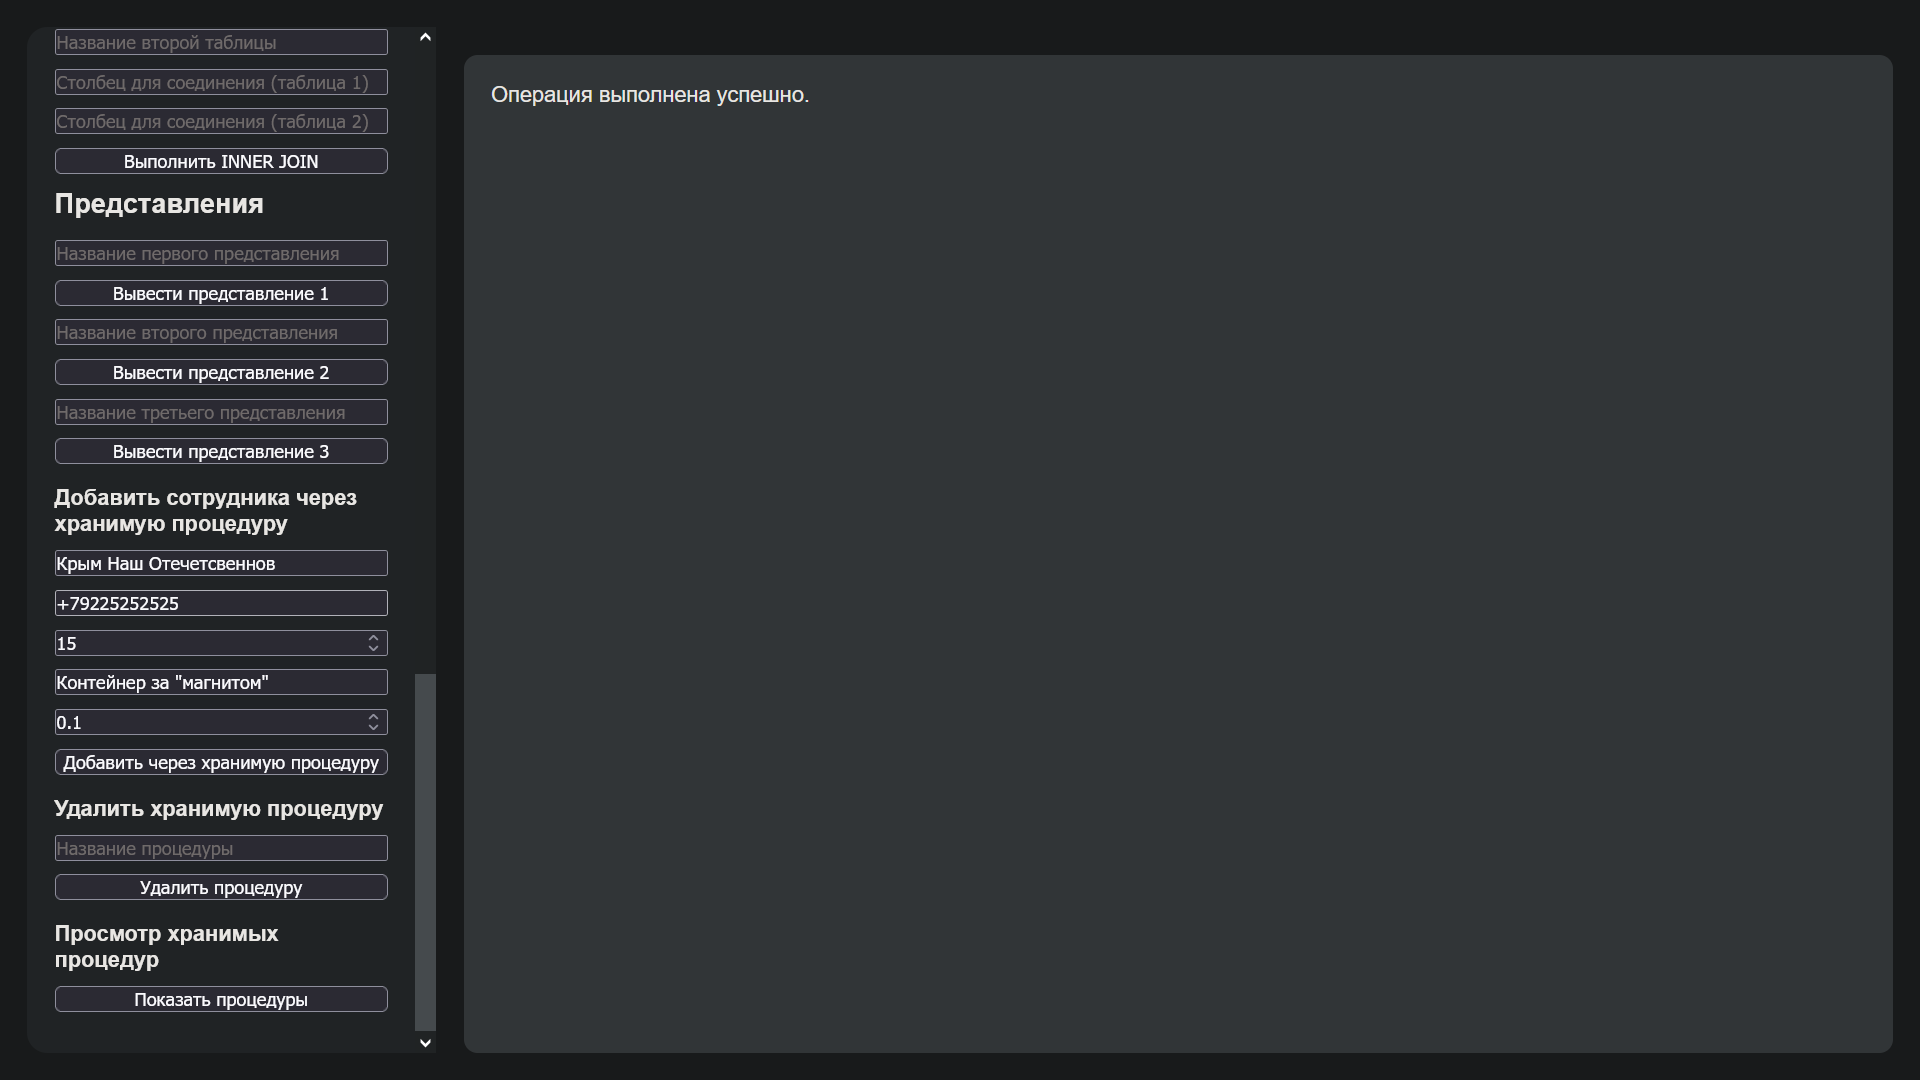 Название второй таблицы
Столбец для соединения (таблица 1)
Столбец для соединения (таблица 2)
Выполнить INNER JOIN
Представления
Название первого представления
Вывести представление 1
Название второго представления
Вывести представление 2
Название третьего представления
Вывести представление 3
Добавить сотрудника через
хранимую процедуру
Крым Наш Отечетсвеннов
+79225252525
15
Контейнер за "магнитом"
0.1
Добавить через хранимую процедуру
Удалить хранимую процедуру
Название процедуры
Удалить процедуру
Просмотр хранимых
процедур
Показать процедуры
Операция выполнена успешно.